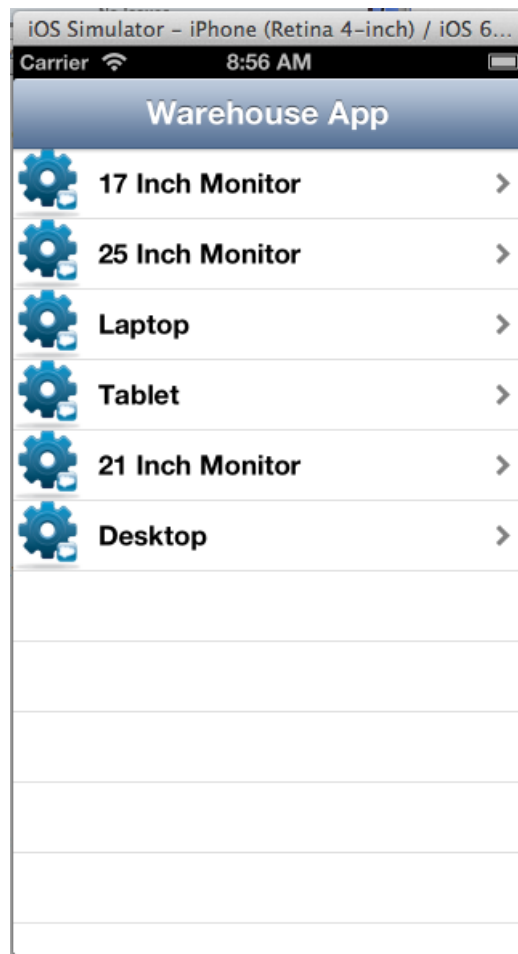 iOS Simulator – iPhone (Retina 4-inch) / iOS 6...
Carrier 8:56 AM
Warehouse App
17 Inch Monitor
25 Inch Monitor
Laptop
Tablet
21 Inch Monitor
Desktop